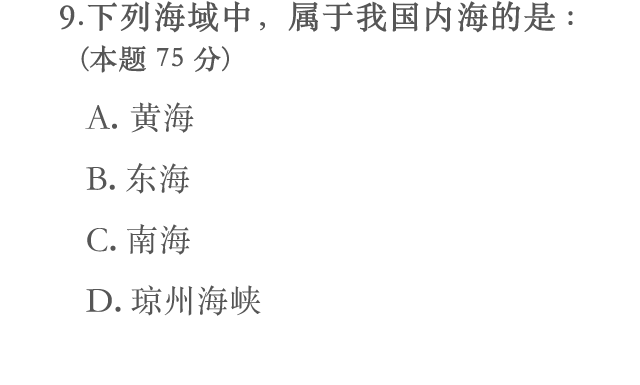 9.下列海域中，属于我国内海的是：
(本题 75 分)
A. 黄海
B. 东海
C. 南海
D. 琼州海峡